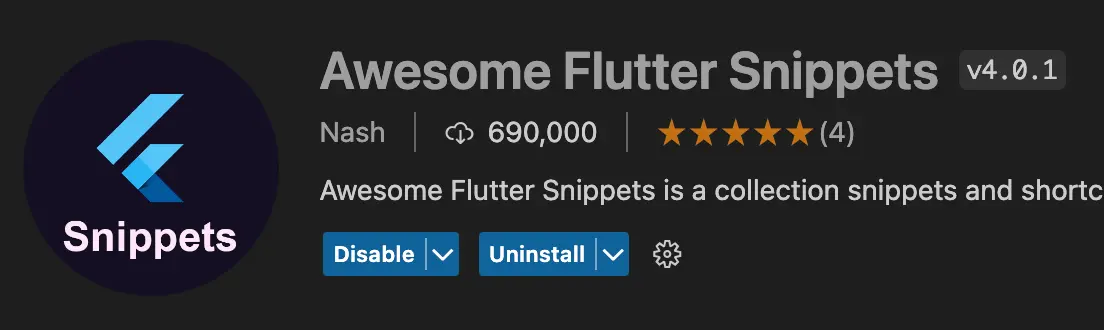 Awesome Flutter Snippets v4.0.1
Nash 690,000 (4)
Awesome Flutter Snippets is a collection snippets and shortc
Snippets
Disable Uninstall